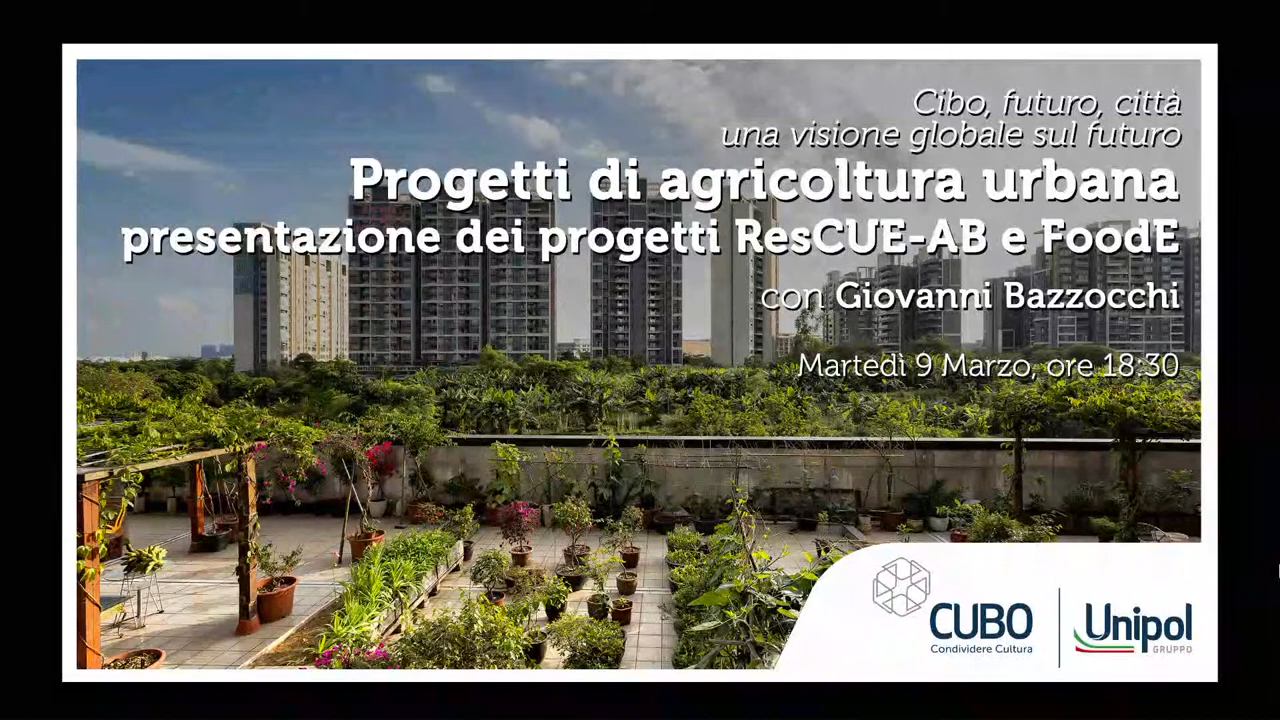 Cibo, futuro, città
una visione globale sul futuro
Progetti di agricoltura urbana
presentazione dei progetti ResCUE-AB e FoodE
con Giovanni Bazzocchi
Martedì 9 Marzo, ore 18:30
CUBO
Condividere Cultura
Unipol
GRUPPO